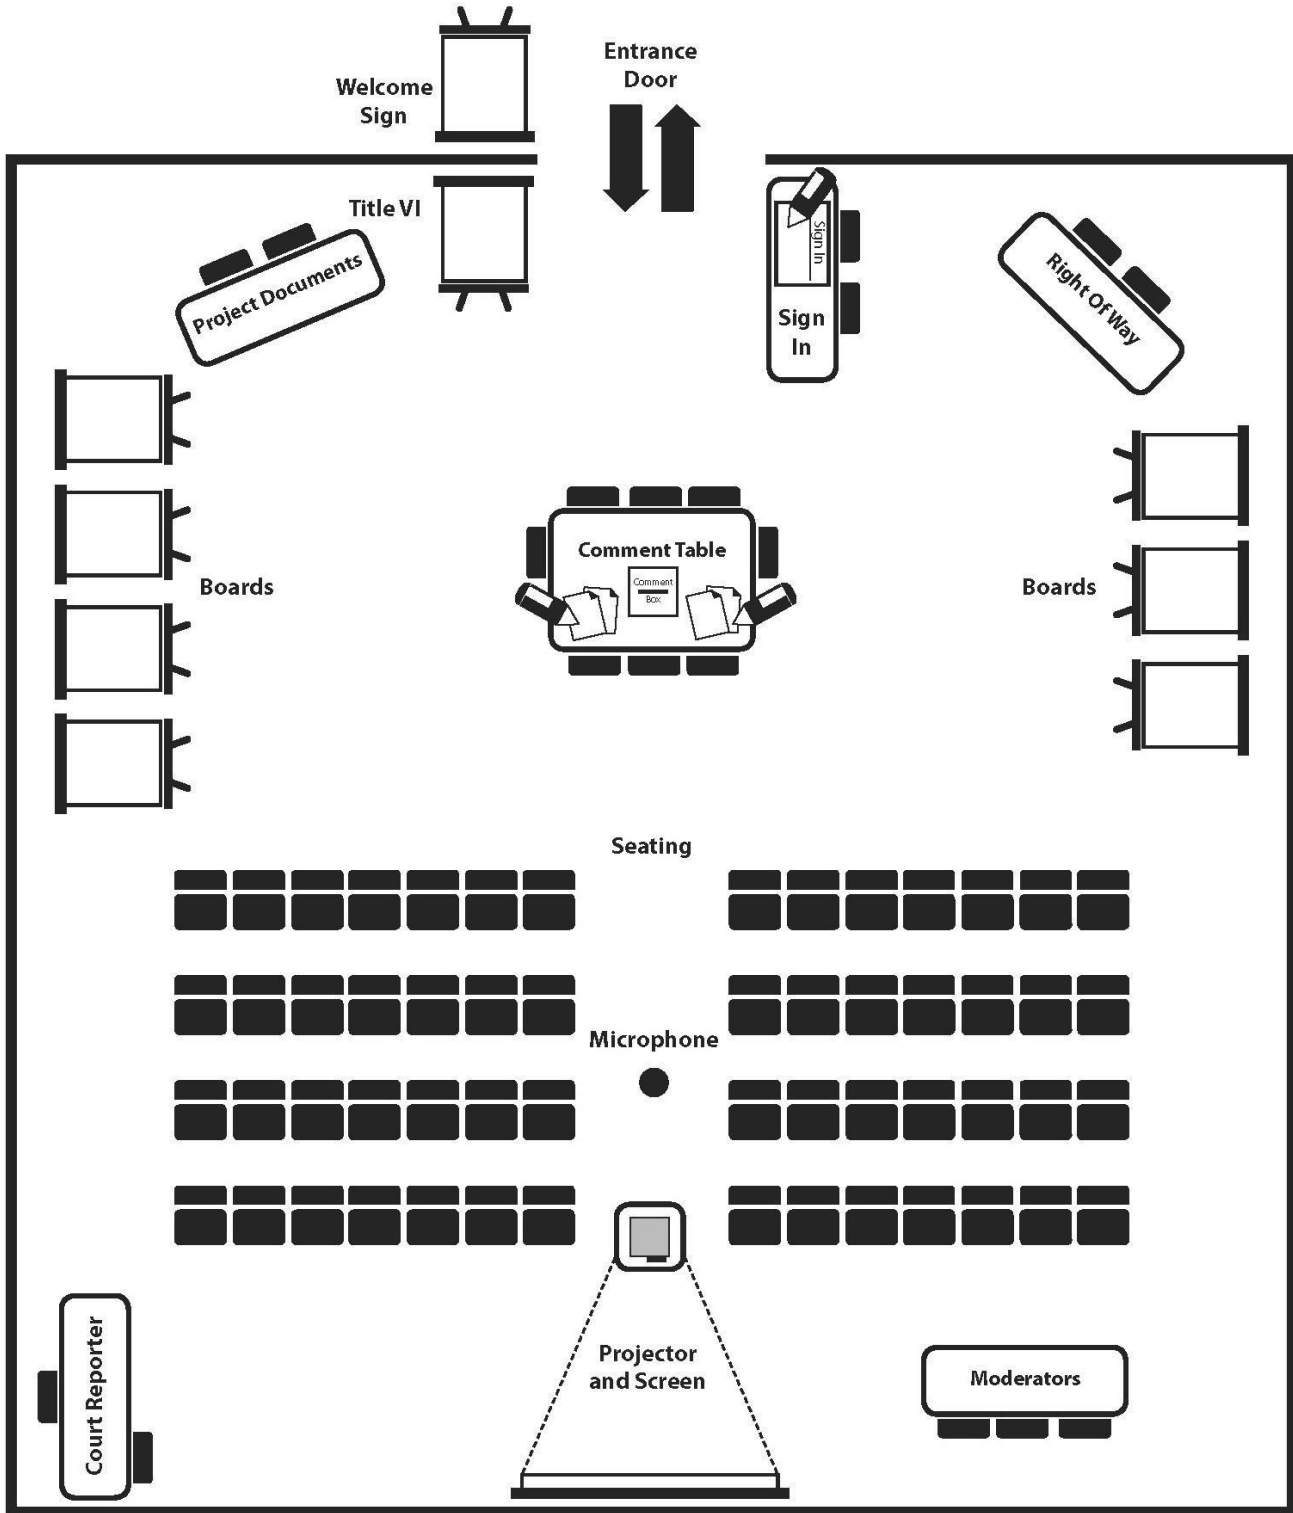 Entrance
Door
Welcome
Sign
Title VI
Project Documents
Sign In
Sign
In
Right Of Way
Comment Table
Comment
Box
Boards
Boards
Seating
Microphone
Projector
and Screen
Court Reporter
Moderators